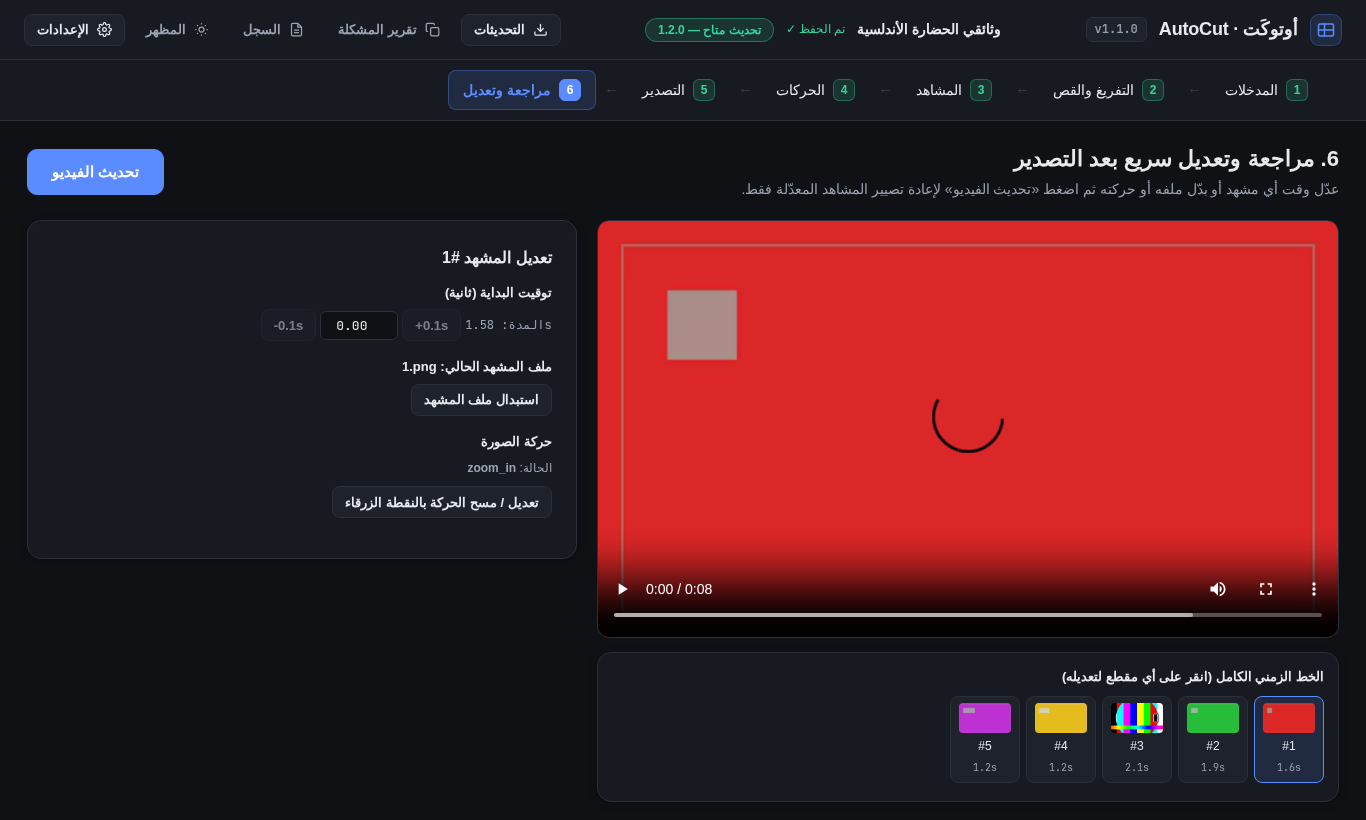 أوتوكَت · AutoCut
v1.1.0
وثائقي الحضارة الأندلسية
تم الحفظ ✓
تحديث متاح — 1.2.0
التحديثات
تقرير المشكلة
السجل
المظهر
الإعدادات
1 المدخلات
←
2 التفريغ والقص
←
3 المشاهد
←
4 الحركات
←
5 التصدير
←
6 مراجعة وتعديل
6. مراجعة وتعديل سريع بعد التصدير
عدّل وقت أي مشهد أو بدّل ملفه أو حركته ثم اضغط «تحديث الفيديو» لإعادة تصيير المشاهد المعدّلة فقط.
تحديث الفيديو
0:00 / 0:08
الخط الزمني الكامل (انقر على أي مقطع لتعديله)
#1
1.6s
#2
1.9s
#3
2.1s
#4
1.2s
#5
1.2s
تعديل المشهد #1
توقيت البداية (ثانية)
-0.1s
0.00
+0.1s
المدة: 1.58s
ملف المشهد الحالي: 1.png
استبدال ملف المشهد
حركة الصورة
الحالة: zoom_in
تعديل / مسح الحركة بالنقطة الزرقاء